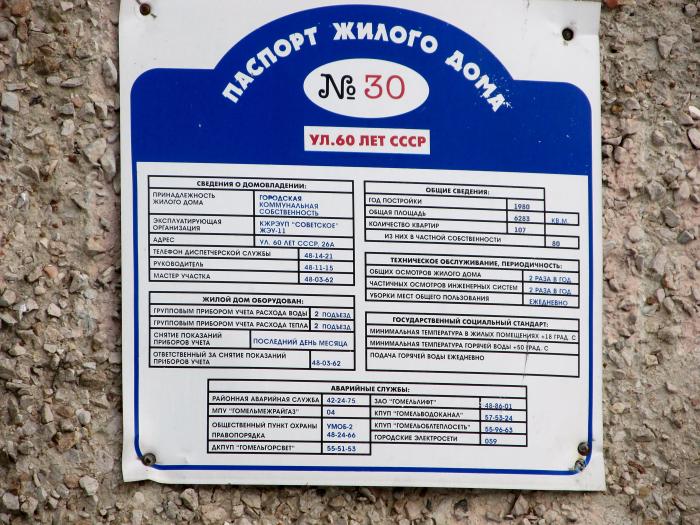 ПАСПОРТ ЖИЛОГО ДОМА
№ 30
УЛ.60 ЛЕТ СССР
СВЕДЕНИЯ О ДОМОВЛАДЕНИИ:
ПРИНАДЛЕЖНОСТЬ ЖИЛОГО ДОМА ГОРОДСКАЯ КОММУНАЛЬНАЯ СОБСТВЕННОСТЬ
ЭКСПЛУАТИРУЮЩАЯ ОРГАНИЗАЦИЯ КЖРЭУП "СОВЕТСКОЕ" ЖЭУ-11
АДРЕС УЛ. 60 ЛЕТ СССР, 26А
ТЕЛЕФОН ДИСПЕТЧЕРСКОЙ СЛУЖБЫ 48-14-21
РУКОВОДИТЕЛЬ 48-11-15
МАСТЕР УЧАСТКА 48-03-62
ЖИЛОЙ ДОМ ОБОРУДОВАН:
ГРУППОВЫМ ПРИБОРОМ УЧЕТА РАСХОДА ВОДЫ 2 ПОДЪЕЗД
ГРУППОВЫМ ПРИБОРОМ УЧЕТА РАСХОДА ТЕПЛА 2 ПОДЪЕЗД
СНЯТИЕ ПОКАЗАНИЙ ПРИБОРОВ УЧЕТА ПОСЛЕДНИЙ ДЕНЬ МЕСЯЦА
ОТВЕТСТВЕННЫЙ ЗА СНЯТИЕ ПОКАЗАНИЙ ПРИБОРОВ УЧЕТА 48-03-62
ОБЩИЕ СВЕДЕНИЯ:
ГОД ПОСТРОЙКИ 1980
ОБЩАЯ ПЛОЩАДЬ 6283 КВ.М.
КОЛИЧЕСТВО КВАРТИР 107
ИЗ НИХ В ЧАСТНОЙ СОБСТВЕННОСТИ 80
ТЕХНИЧЕСКОЕ ОБСЛУЖИВАНИЕ, ПЕРИОДИЧНОСТЬ:
ОБЩИХ ОСМОТРОВ ЖИЛОГО ДОМА 2 РАЗА В ГОД
ЧАСТИЧНЫХ ОСМОТРОВ ИНЖЕНЕРНЫХ СИСТЕМ 2 РАЗА В ГОД
УБОРКИ МЕСТ ОБЩЕГО ПОЛЬЗОВАНИЯ ЕЖЕДНЕВНО
ГОСУДАРСТВЕННЫЙ СОЦИАЛЬНЫЙ СТАНДАРТ:
МИНИМАЛЬНАЯ ТЕМПЕРАТУРА В ЖИЛЫХ ПОМЕЩЕНИЯХ +18 ГРАД. С
МИНИМАЛЬНАЯ ТЕМПЕРАТУРА ГОРЯЧЕЙ ВОДЫ +50 ГРАД. С
ПОДАЧА ГОРЯЧЕЙ ВОДЫ ЕЖЕДНЕВНО
АВАРИЙНЫЕ СЛУЖБЫ:
РАЙОННАЯ АВАРИЙНАЯ СЛУЖБА 42-24-75
МПУ "ГОМЕЛЬМЕЖРАЙГАЗ" 04
ОБЩЕСТВЕННЫЙ ПУНКТ ОХРАНЫ ПРАВОПОРЯДКА УМОБ-2 48-24-66
ДКПУП "ГОМЕЛЬГОРСВЕТ" 55-51-53
ЗАО "ГОМЕЛЬЛИФТ" 48-86-01
КПУП "ГОМЕЛЬВОДОКАНАЛ" 57-53-24
КПУП "ГОМЕЛЬОБЛТЕПЛОСЕТЬ" 55-96-63
ГОРОДСКИЕ ЭЛЕКТРОСЕТИ 059